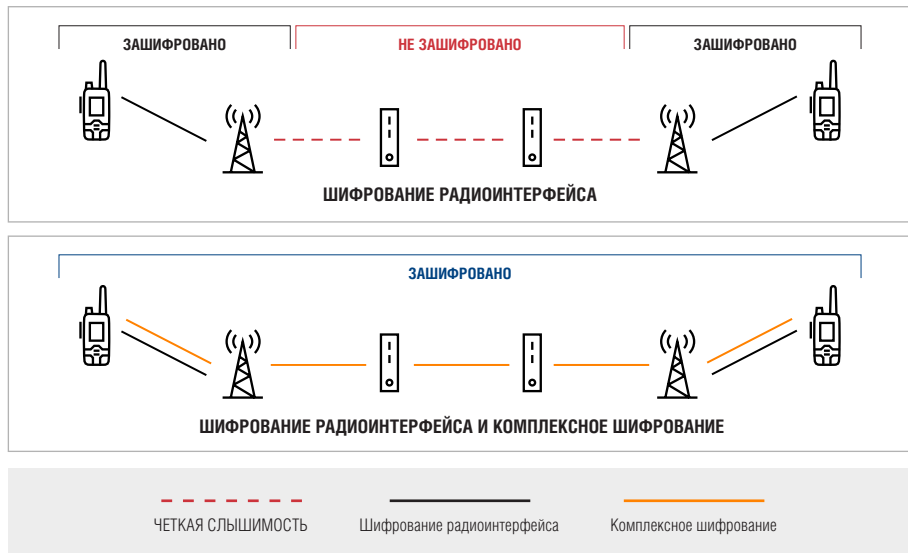 ЗАШИФРОВАНО НЕ ЗАШИФРОВАНО ЗАШИФРОВАНО
ШИФРОВАНИЕ РАДИОИНТЕРФЕЙСА
ЗАШИФРОВАНО
ШИФРОВАНИЕ РАДИОИНТЕРФЕЙСА И КОМПЛЕКСНОЕ ШИФРОВАНИЕ
ЧЕТКАЯ СЛЫШИМОСТЬ Шифрование радиоинтерфейса Комплексное шифрование